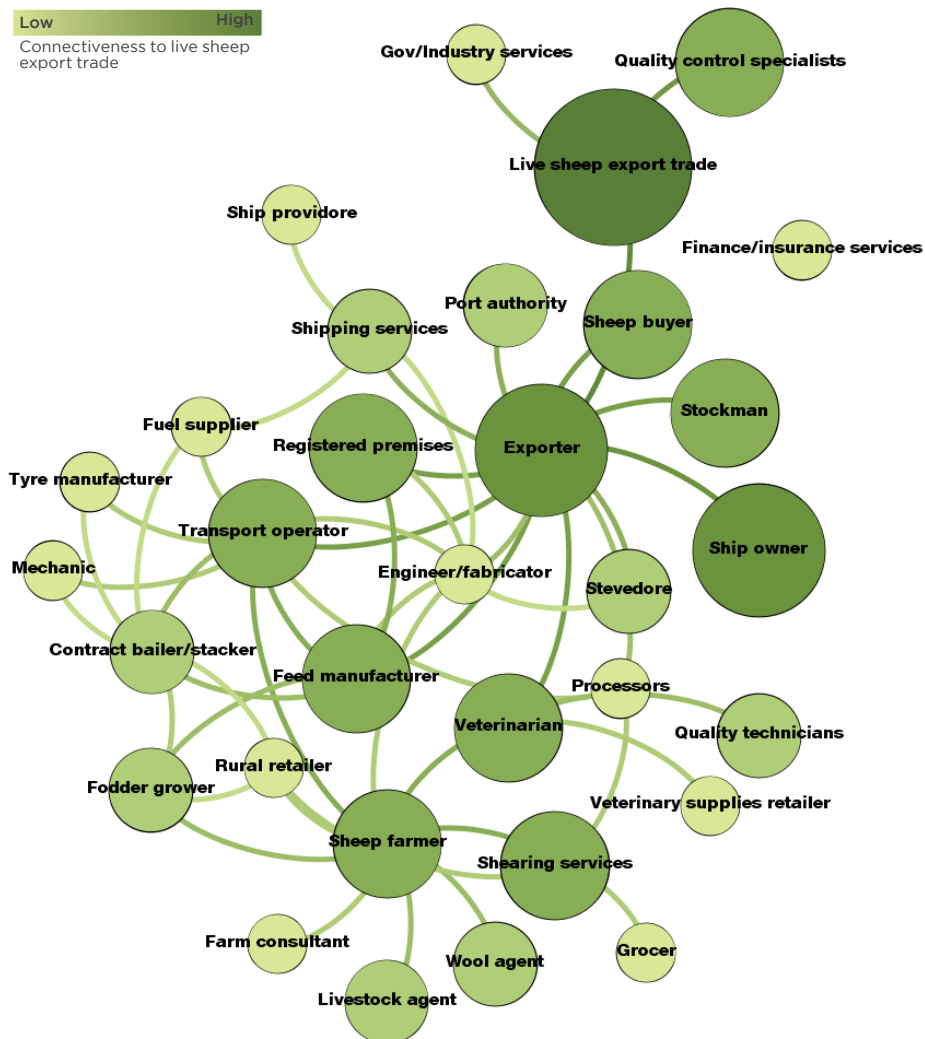 Low
High
Connectiveness to live sheep
export trade
Gov/Industry services
Quality control specialists
Live sheep export trade
Ship providore
Finance/insurance services
Port authority
Sheep buyer
Shipping services
Stockman
Fuel supplier
Registered premises
Exporter
Tyre manufacturer
Transport operator
Ship owner
Mechanic
Engineer/fabricator
Stevedore
Contract bailer/stacker
Feed manufacturer
Processors
Veterinarian
Quality technicians
Rural retailer
Fodder grower
Veterinary supplies retailer
Sheep farmer
Shearing services
Farm consultant
Grocer
Wool agent
Livestock agent